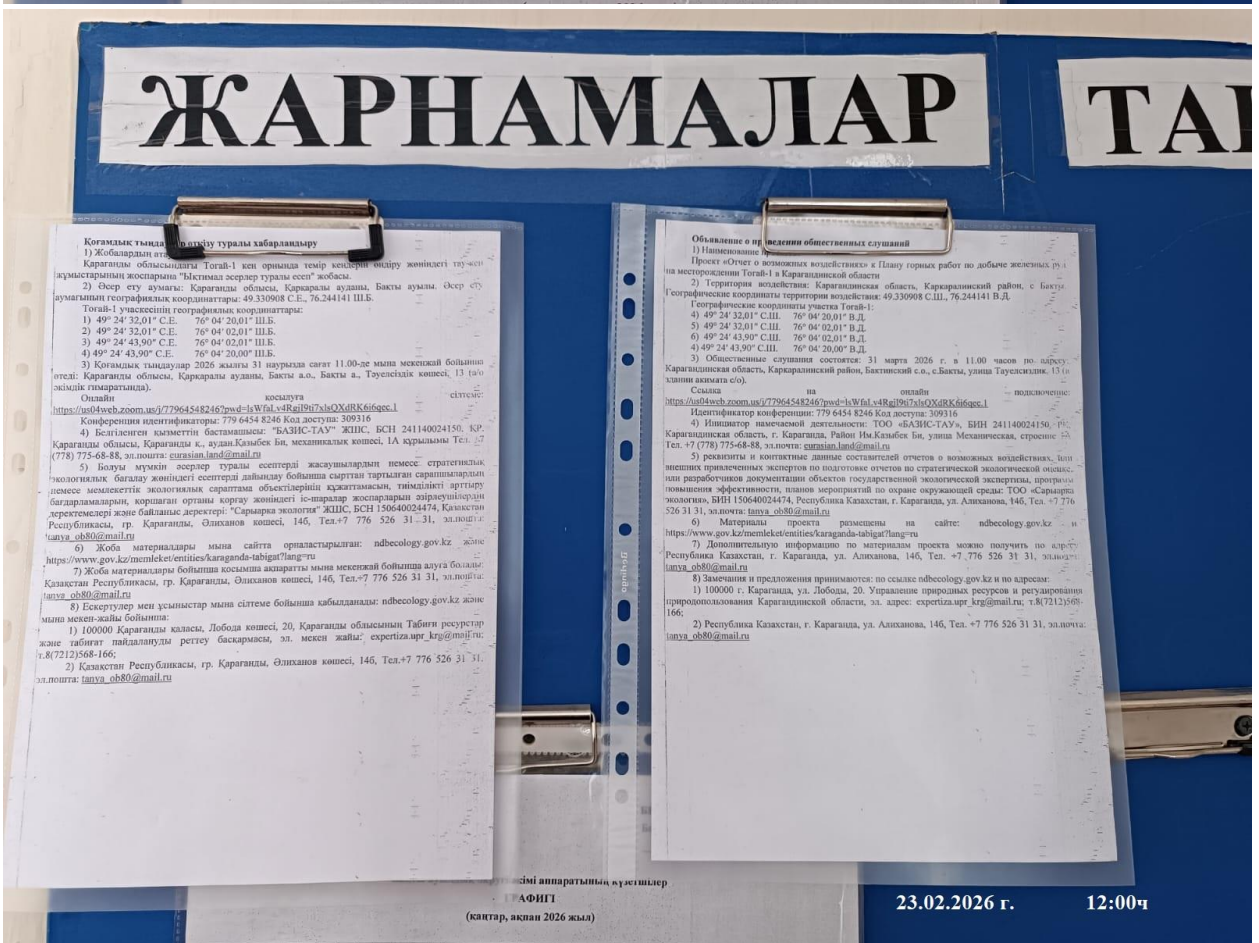 ЖАРНАМАЛАР
ТАІ
Қоғамдық тыңда өткізу туралы хабарландыру
1) Жобалардын ата
Қарағанды облысындағы Тоғай-1 кен орнында темір кендерін өндіру жөніндегі тау-кен
жұмыстарының жоспарына "Ықтимал әсерлер туралы есеп" жобасы.
2) Әсер ету аумағы: Қарағанды облысы, Қарқаралы ауданы, Бақты ауылы. Әсер ету
аумағының географиялық координаттары: 49.330908 С.Е., 76.244141 Ш.Б.
Тоғай-1 учаскесінің географиялық координаттары:
1) 49° 24' 32,01" С.Е. 76° 04' 20,01" Ш.Б.
2) 49° 24' 32,01" С.Е. 76° 04' 02,01" Ш.Б.
3) 49° 24' 43,90" С.Е. 76° 04' 02,01" Ш.Б.
4) 49° 24' 43,90" С.Е. 76° 04' 20,00" Ш.Б.
3) Қоғамдық тыңдаулар 2026 жылғы 31 наурызда сағат 11.00-де мына мекенжай бойынша
өтеді: Қарағанды облысы, Қарқаралы ауданы, Бақты а.о., Бақты а., Тәуелсіздік көшесі, 13 (а/о
әкімдік ғимаратында).
Онлайн қосылуға сілтеме:
https://us04web.zoom.us/j/77964548246?pwd=lsWfaLv4RgiI9ti7xlsQXdRK6i6qec.1
Конференция идентификаторы: 779 6454 8246 Код доступа: 309316
4) Белгіленген қызметтің бастамашысы: "БАЗИС-ТАУ" ЖШС, БСН 241140024150, ҚР,
Қарағанды облысы, Қарағанды қ., аудан.Қазыбек Би, механикалық көшесі, 1А құрылымы Тел. +7
(778) 775-68-88, эл.пошта: eurasian.land@mail.ru
5) Болуы мүмкін әсерлер туралы есептерді жасаушылардың немесе стратегиялық
экологиялық бағалау жөніндегі есептерді дайындау бойынша сырттан тартылған сарапшылардың
немесе мемлекеттік экологиялық сараптама объектілерінің құжаттамасын, тиімділікті арттыру
бағдарламаларын, қоршаған ортаны қорғау жөніндегі іс-шаралар жоспарларын әзірлеушілердің
деректемелері және байланыс деректері: "Сарыарка экология" ЖШС, БСН 150640024474, Қазақстан
Республикасы, гр. Қарағанды, Әлиханов көшесі, 14б, Тел.+7 776 526 31 31, эл.пошта:
tanya_ob80@mail.ru
6) Жоба материалдары мына сайтта орналастырылған: ndbecology.gov.kz және
https://www.gov.kz/memleket/entities/karaganda-tabigat?lang=ru
7) Жоба материалдары бойынша қосымша ақпаратты мына мекенжай бойынша алуға болады:
Қазақстан Республикасы, гр. Қарағанды, Әлиханов көшесі, 14б, Тел.+7 776 526 31 31, эл.пошта:
tanya_ob80@mail.ru
8) Ескертулер мен ұсыныстар мына сілтеме бойынша қабылданады: ndbecology.gov.kz және
мына мекен-жайы бойынша:
1) 100000 Қарағанды қаласы, Лобода көшесі, 20, Қарағанды облысының Табиғи ресурстар
және табиғат пайдалануды реттеу басқармасы, эл. мекен жайы: expertiza.upr_krg@mail.ru;
т.8(7212)568-166;
2) Қазақстан Республикасы, гр. Қарағанды, Әлиханов көшесі, 14б, Тел.+7 776 526 31 31,
эл.пошта: tanya_ob80@mail.ru
Объявление о проведении общественных слушаний
1) Наименование
Проект «Отчет о возможных воздействиях» к Плану горных работ по добыче железных руд
на месторождении Тогай-1 в Карагандинской области
2) Территория воздействия: Карагандинская область, Каркаралинский район, с Бакты.
Географические координаты территории воздействия: 49.330908 С.Ш., 76.244141 В.Д.
Географические координаты участка Тогай-1:
4) 49° 24' 32,01" С.Ш. 76° 04' 20,01" В.Д.
5) 49° 24' 32,01" С.Ш. 76° 04' 02,01" В.Д.
6) 49° 24' 43,90" С.Ш. 76° 04' 02,01" В.Д.
4) 49° 24' 43,90" С.Ш. 76° 04' 20,00" В.Д.
3) Общественные слушания состоятся: 31 марта 2026 г. в 11.00 часов по адресу:
Карагандинская область, Каркаралинский район, Бактинский с.о., с.Бакты, улица Тауелсиздик, 13 (в
здании акимата с/о).
Ссылка на онлайн подключение:
https://us04web.zoom.us/j/77964548246?pwd=lsWfaLv4RgiI9ti7xlsQXdRK6i6qec.1
Идентификатор конференции: 779 6454 8246 Код доступа: 309316
4) Инициатор намечаемой деятельности: ТОО «БАЗИС-ТАУ», БИН 241140024150, РК,
Карагандинская область, г. Караганда, Район Им.Казыбек Би, улица Механическая, строение
Тел. +7 (778) 775-68-88, эл.почта: eurasian.land@mail.ru
5) реквизиты и контактные данные составителей отчетов о возможных воздействиях, или
внешних привлеченных экспертов по подготовке отчетов по стратегической экологической оценке,
или разработчиков документации объектов государственной экологической экспертизы, программ
повышения эффективности, планов мероприятий по охране окружающей среды: ТОО «Сарыарка
экология», БИН 150640024474, Республика Казахстан, г. Караганда, ул. Алиханова, 14б, Тел. +7 776
526 31 31, эл.почта: tanya_ob80@mail.ru
6) Материалы проекта размещены на сайте: ndbecology.gov.kz и
https://www.gov.kz/memleket/entities/karaganda-tabigat?lang=ru
7) Дополнительную информацию по материалам проекта можно получить по адресу:
Республика Казахстан, г. Караганда, ул. Алиханова, 14б, Тел. +7 776 526 31 31, эл.почта:
tanya_ob80@mail.ru
8) Замечания и предложения принимаются: по ссылке ndbecology.gov.kz и по адресам:
1) 100000 г. Караганда, ул. Лободы, 20. Управление природных ресурсов и регулирования
природопользования Карагандинской области, эл. адрес: expertiza.upr_krg@mail.ru; т.8(7212)568-
166;
2) Республика Казахстан, г. Караганда, ул. Алиханова, 14б, Тел. +7 776 526 31 31, эл.почта:
tanya_ob80@mail.ru
әкімі аппаратының күзетшілер
ГРАФИГІ
(қаңтар, ақпан 2026 жыл)
23.02.2026 г. 12:00ч